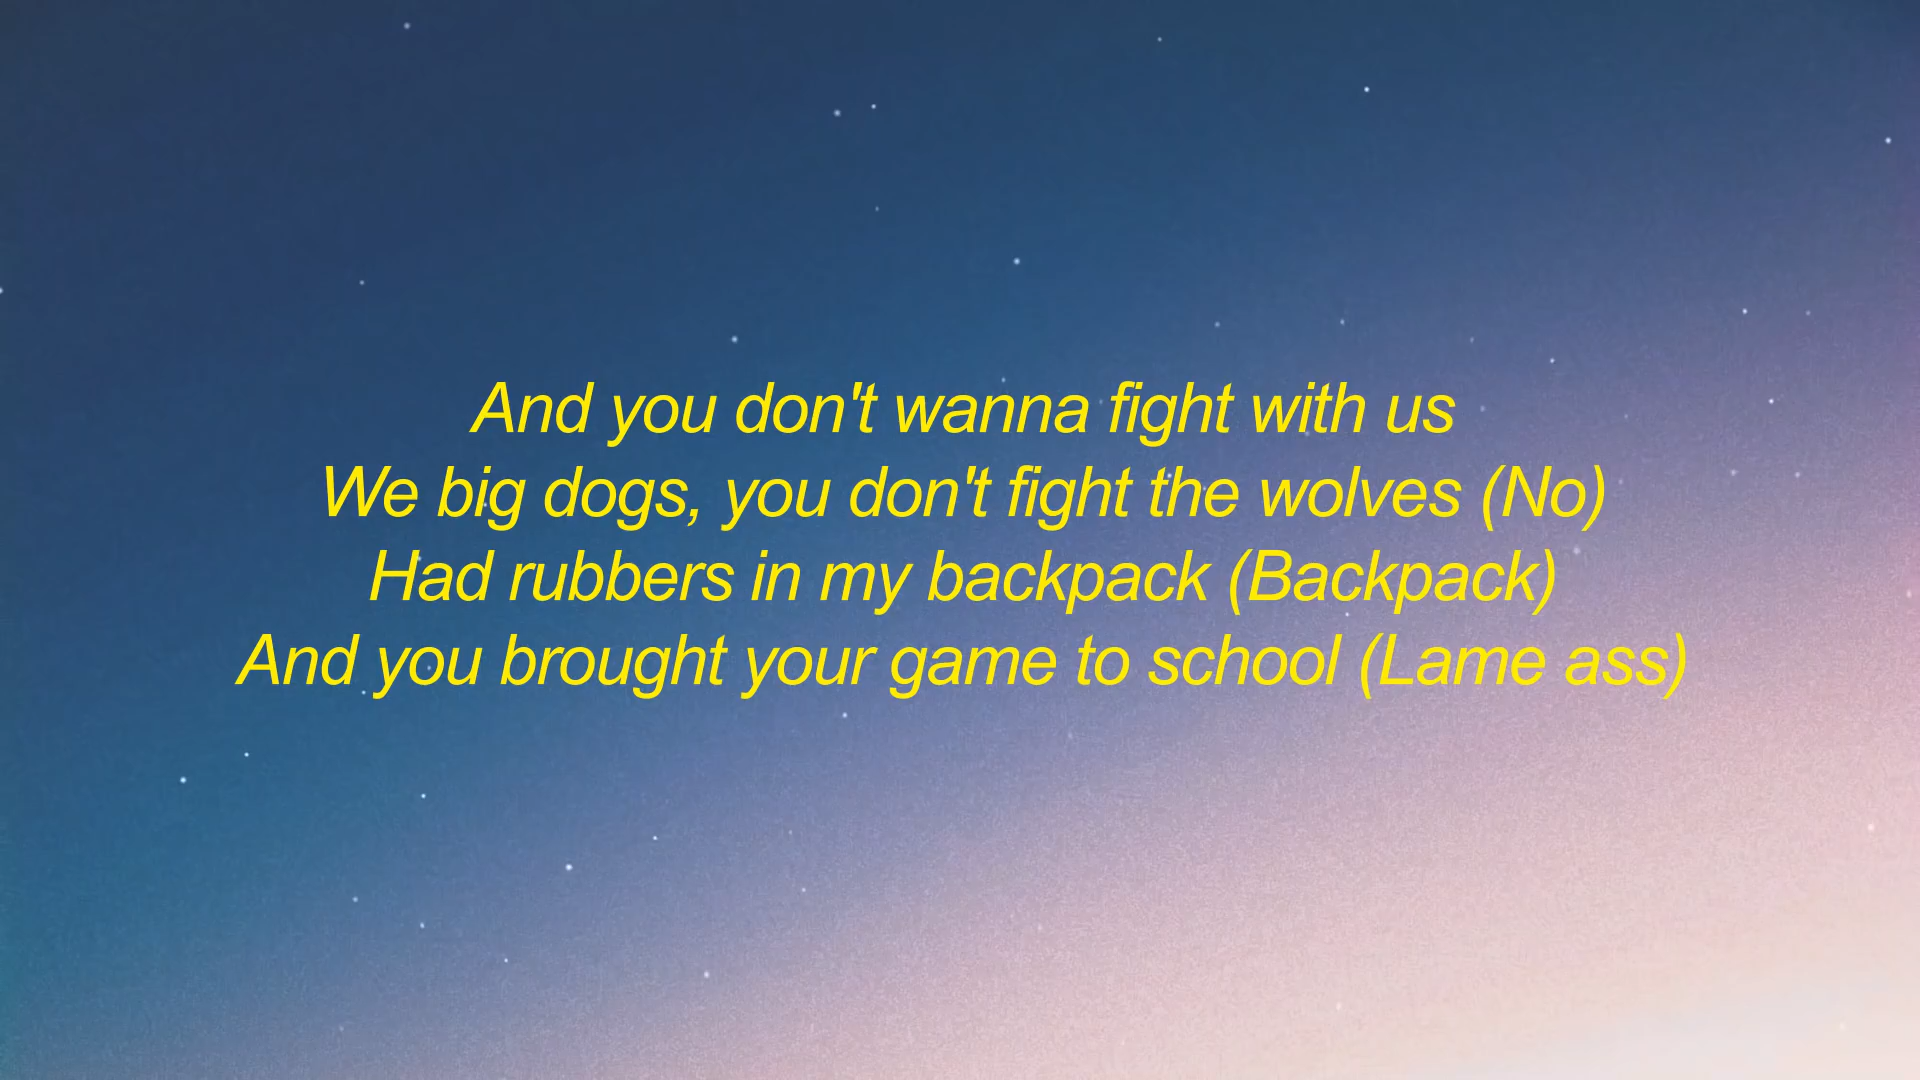 And you don't wanna fight with us
We big dogs, you don't fight the wolves (No)
Had rubbers in my backpack (Backpack)
And you brought your game to school (Lame ass)